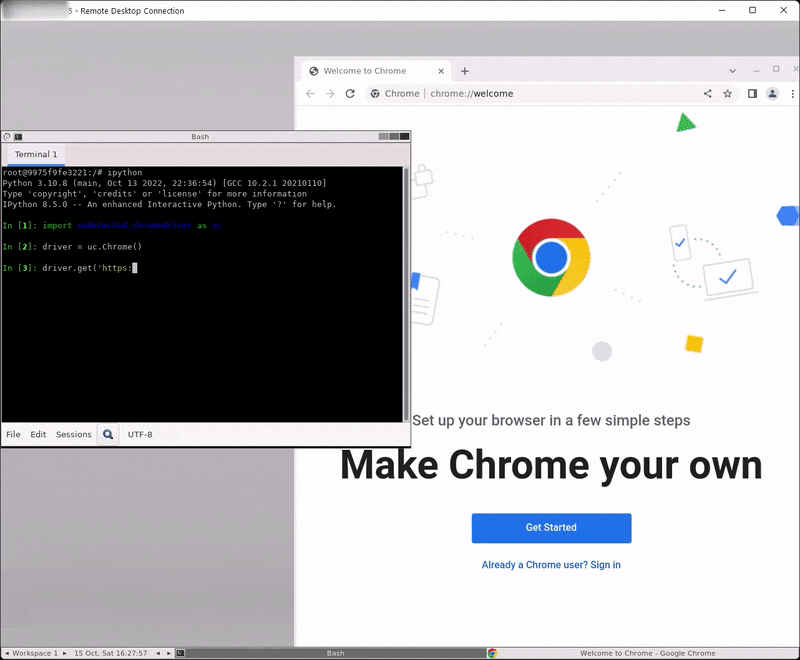 5 - Remote Desktop Connection
Welcome to Chrome
Chrome | chrome://welcome
Bash
Terminal 1
root@9975f9fe3221:/# ipython
Python 3.10.8 (main, Oct 13 2022, 22:36:54) [GCC 10.2.1 20210110]
Type 'copyright', 'credits' or 'license' for more information
IPython 8.5.0 -- An enhanced Interactive Python. Type '?' for help.
In [1]: import undetected_chromedriver as uc
In [2]: driver = uc.Chrome()
In [3]: driver.get('https:
File Edit Sessions UTF-8
Set up your browser in a few simple steps
Make Chrome your own
Get Started
Already a Chrome user? Sign in
Workspace 1 15 Oct, Sat 16:27:57 Bash Welcome to Chrome - Google Chrome